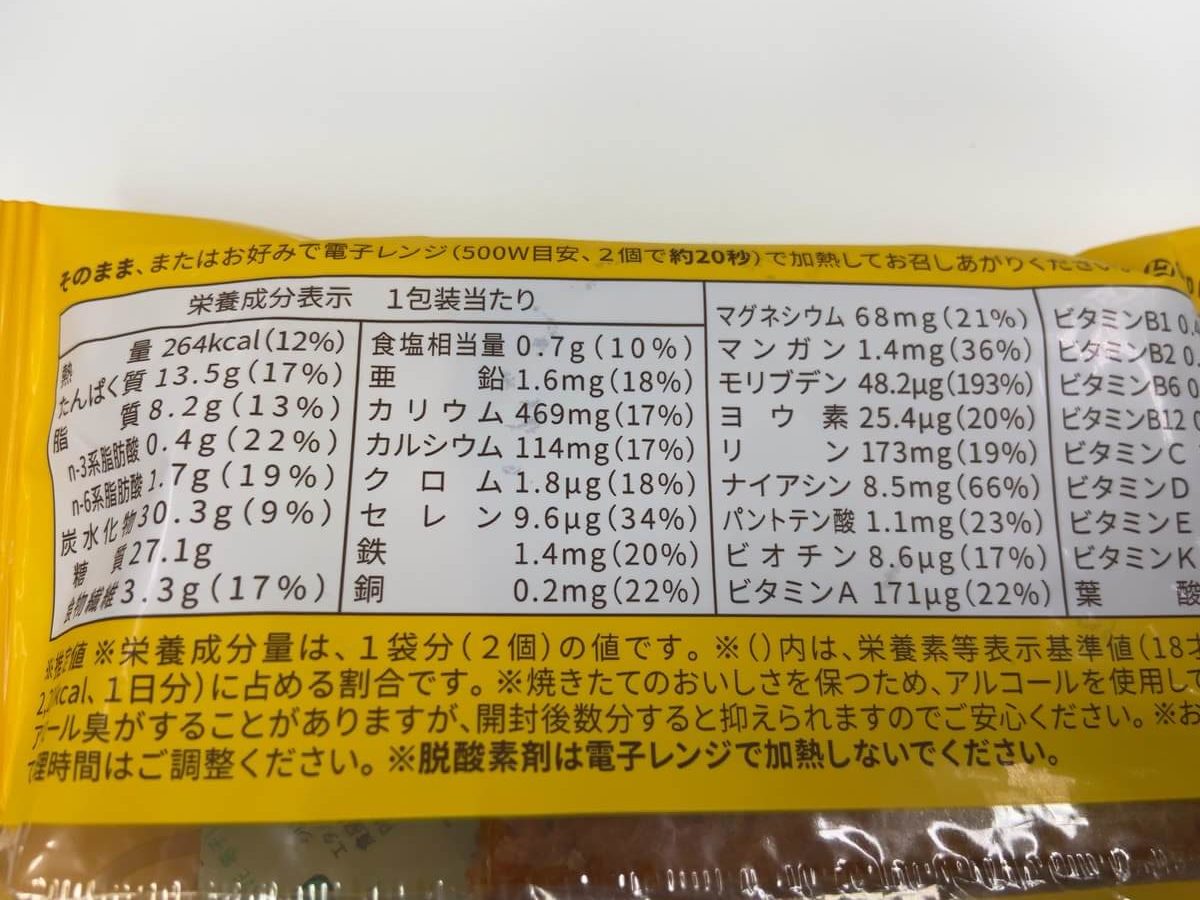 そのまま、またはお好みで電子レンジ(500W目安、2個で約20秒)で加熱してお召しあがりください。
栄養成分表示 1包装当たり
熱量 264kcal(12%)
たんぱく質 13.5g(17%)
脂質 8.2g(13%)
n-3系脂肪酸 0.4g(22%)
n-6系脂肪酸 1.7g(19%)
炭水化物 30.3g(9%)
糖質 27.1g
食物繊維 3.3g(17%)
食塩相当量 0.7g(10%)
亜鉛 1.6mg(18%)
カリウム 469mg(17%)
カルシウム 114mg(17%)
クロム 1.8μg(18%)
セレン 9.6μg(34%)
鉄 1.4mg(20%)
銅 0.2mg(22%)
マグネシウム 68mg(21%)
マンガン 1.4mg(36%)
モリブデン 48.2μg(193%)
ヨウ素 25.4μg(20%)
リン 173mg(19%)
ナイアシン 8.5mg(66%)
パントテン酸 1.1mg(23%)
ビオチン 8.6μg(17%)
ビタミンA 171μg(22%)
ビタミンB1
ビタミンB2
ビタミンB6
ビタミンB12
ビタミンC
ビタミンD
ビタミンE
ビタミンK
葉酸
※推定値 ※栄養成分量は、1袋分(2個)の値です。※()内は、栄養素等表示基準値(18才
kcal、1日分)に占める割合です。※焼きたてのおいしさを保つため、アルコールを使用して
ール臭がすることがありますが、開封後数分すると抑えられますのでご安心ください。※お
理時間はご調整ください。※脱酸素剤は電子レンジで加熱しないでください。